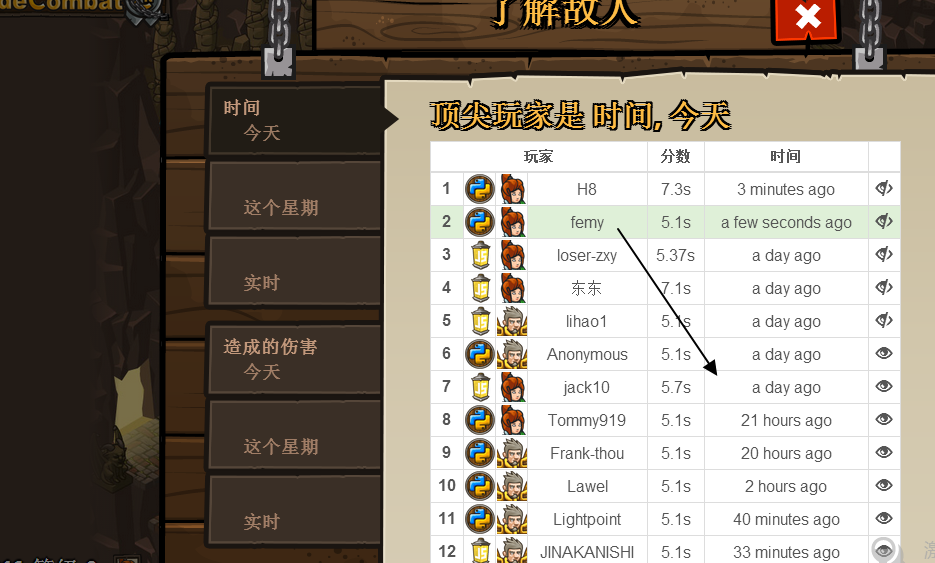 deCombat
了解敌人
时间
今天
这个星期
实时
造成的伤害
今天
这个星期
实时
顶尖玩家是 时间, 今天
玩家 分数 时间
1 H8 7.3s 3 minutes ago
2 femy 5.1s a few seconds ago
3 JS loser-zxy 5.37s a day ago
4 JS 东东 7.1s a day ago
5 JS lihao1 5.1s a day ago
6 Anonymous 5.1s a day ago
7 JS jack10 5.7s a day ago
8 Tommy919 5.1s 21 hours ago
9 Frank-thou 5.1s 20 hours ago
10 Lawel 5.1s 2 hours ago
11 Lightpoint 5.1s 40 minutes ago
12 JS JINAKANISHI 5.1s 33 minutes ago